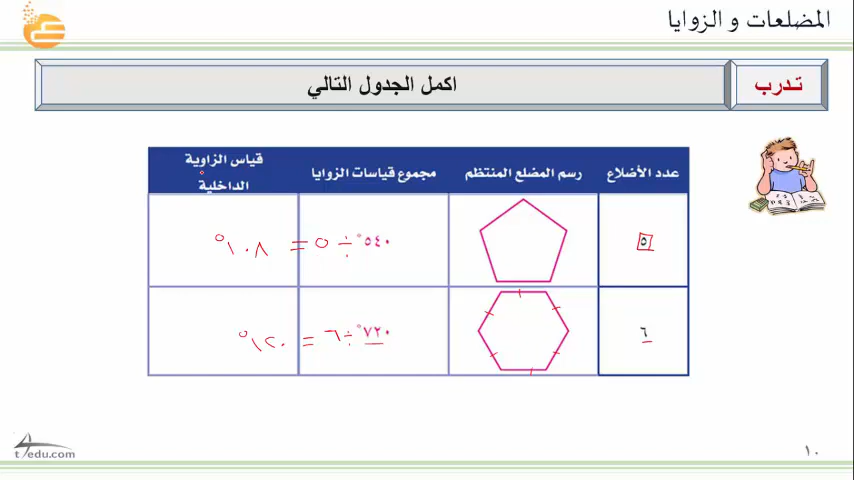 المضلعات و الزوايا
تدرب
اكمل الجدول التالي
عدد الأضلاع
رسم المضلع المنتظم
مجموع قياسات الزوايا
قياس الزاوية
الداخلية
٥
٥٤٠° ÷ ٥ = ١٠٨°
٦
٧٢٠° ÷ ٦ = ١٢٠°
t4edu.com
١٠